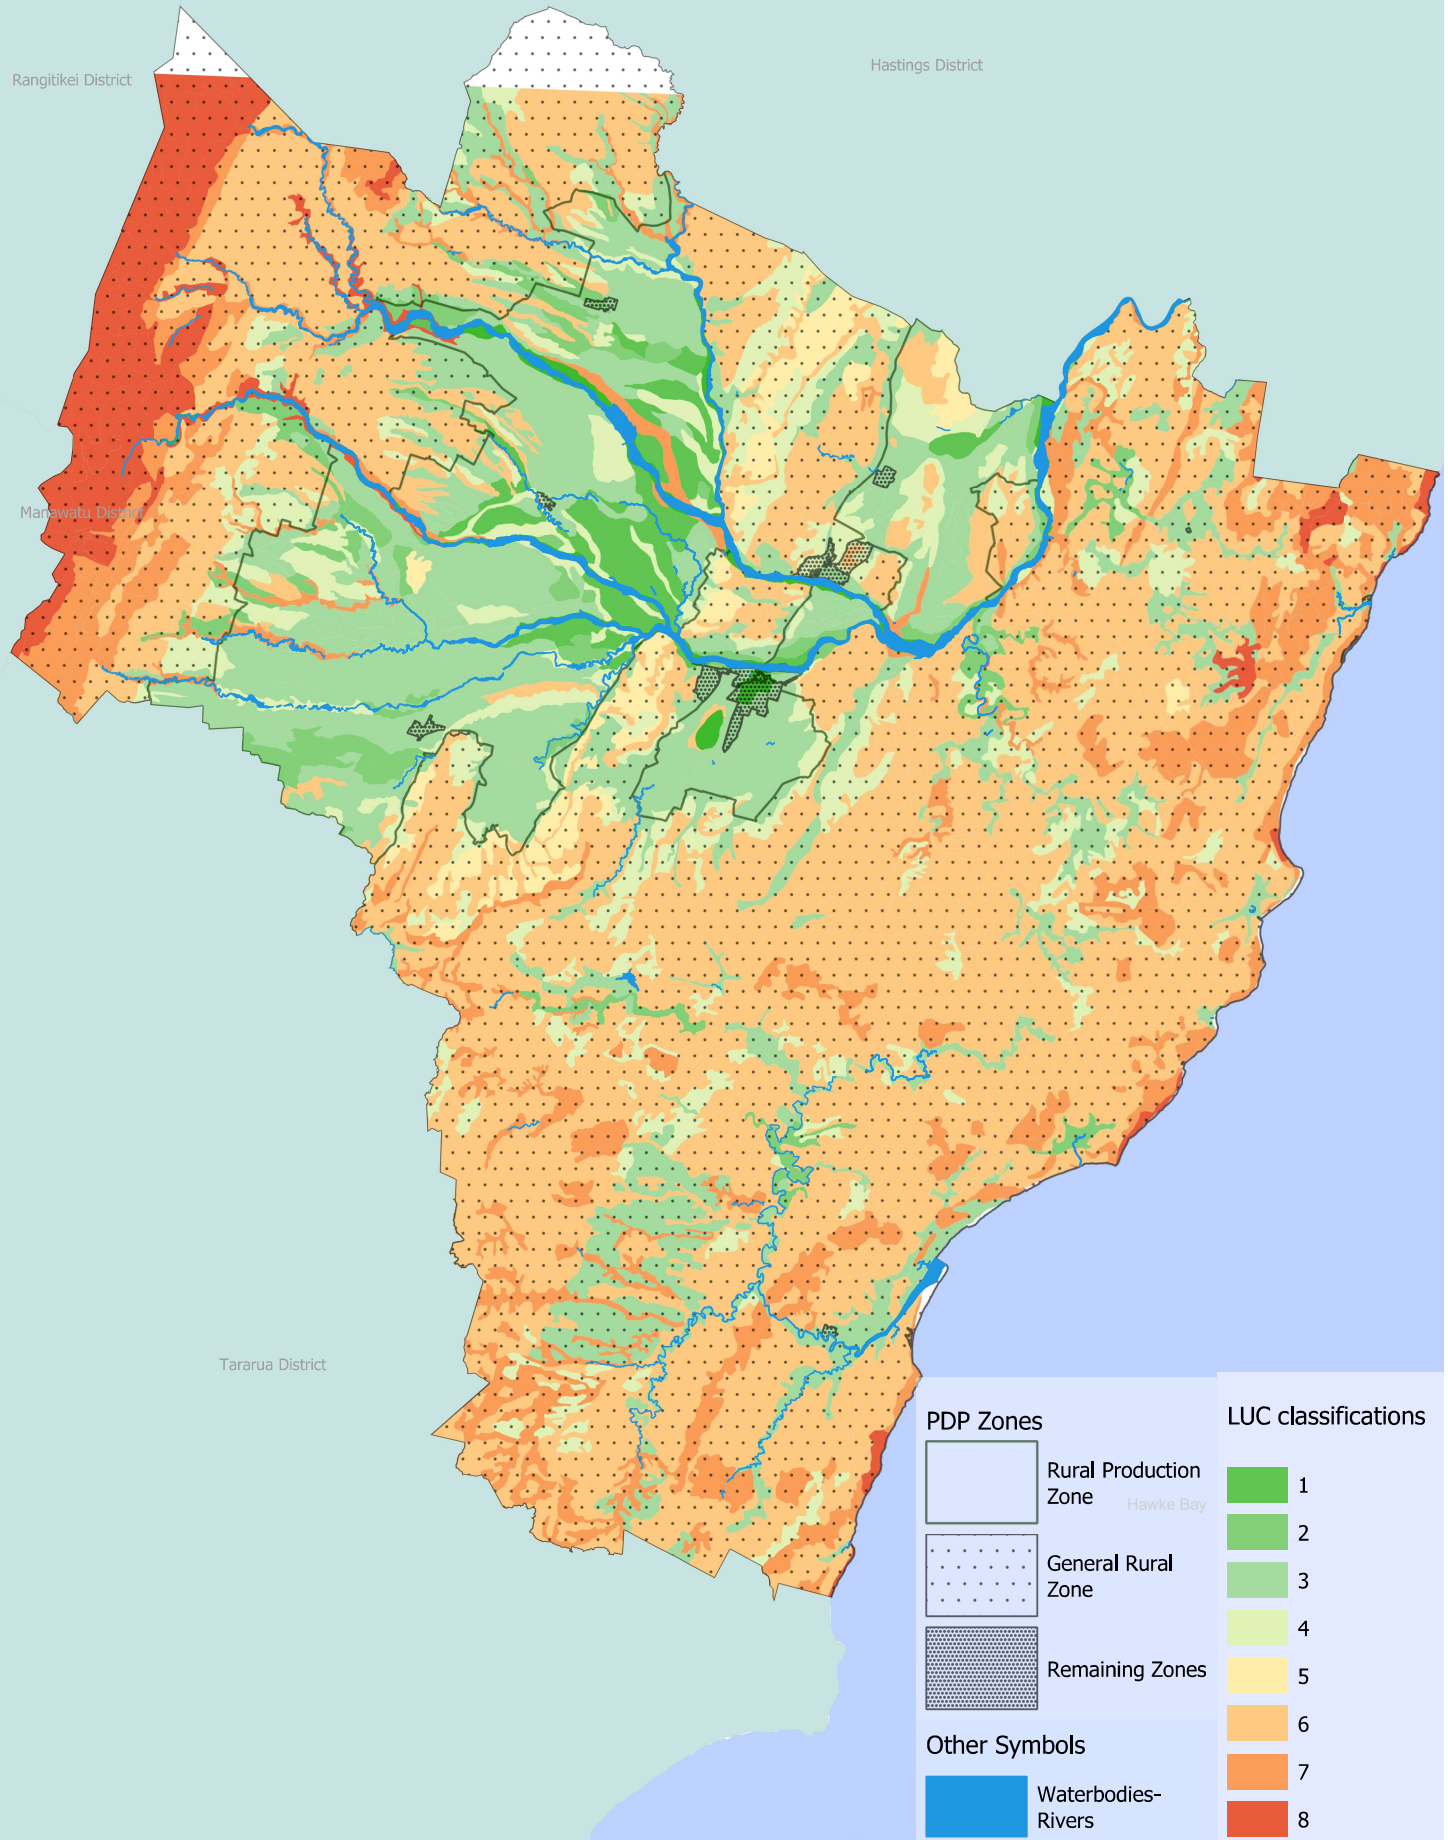 Rangitikei District
Hastings District
Manawatu District
Tararua District
PDP Zones
Rural Production
Zone
General Rural
Zone
Remaining Zones
Other Symbols
Waterbodies-
Rivers
Hawke Bay
LUC classifications
1
2
3
4
5
6
7
8